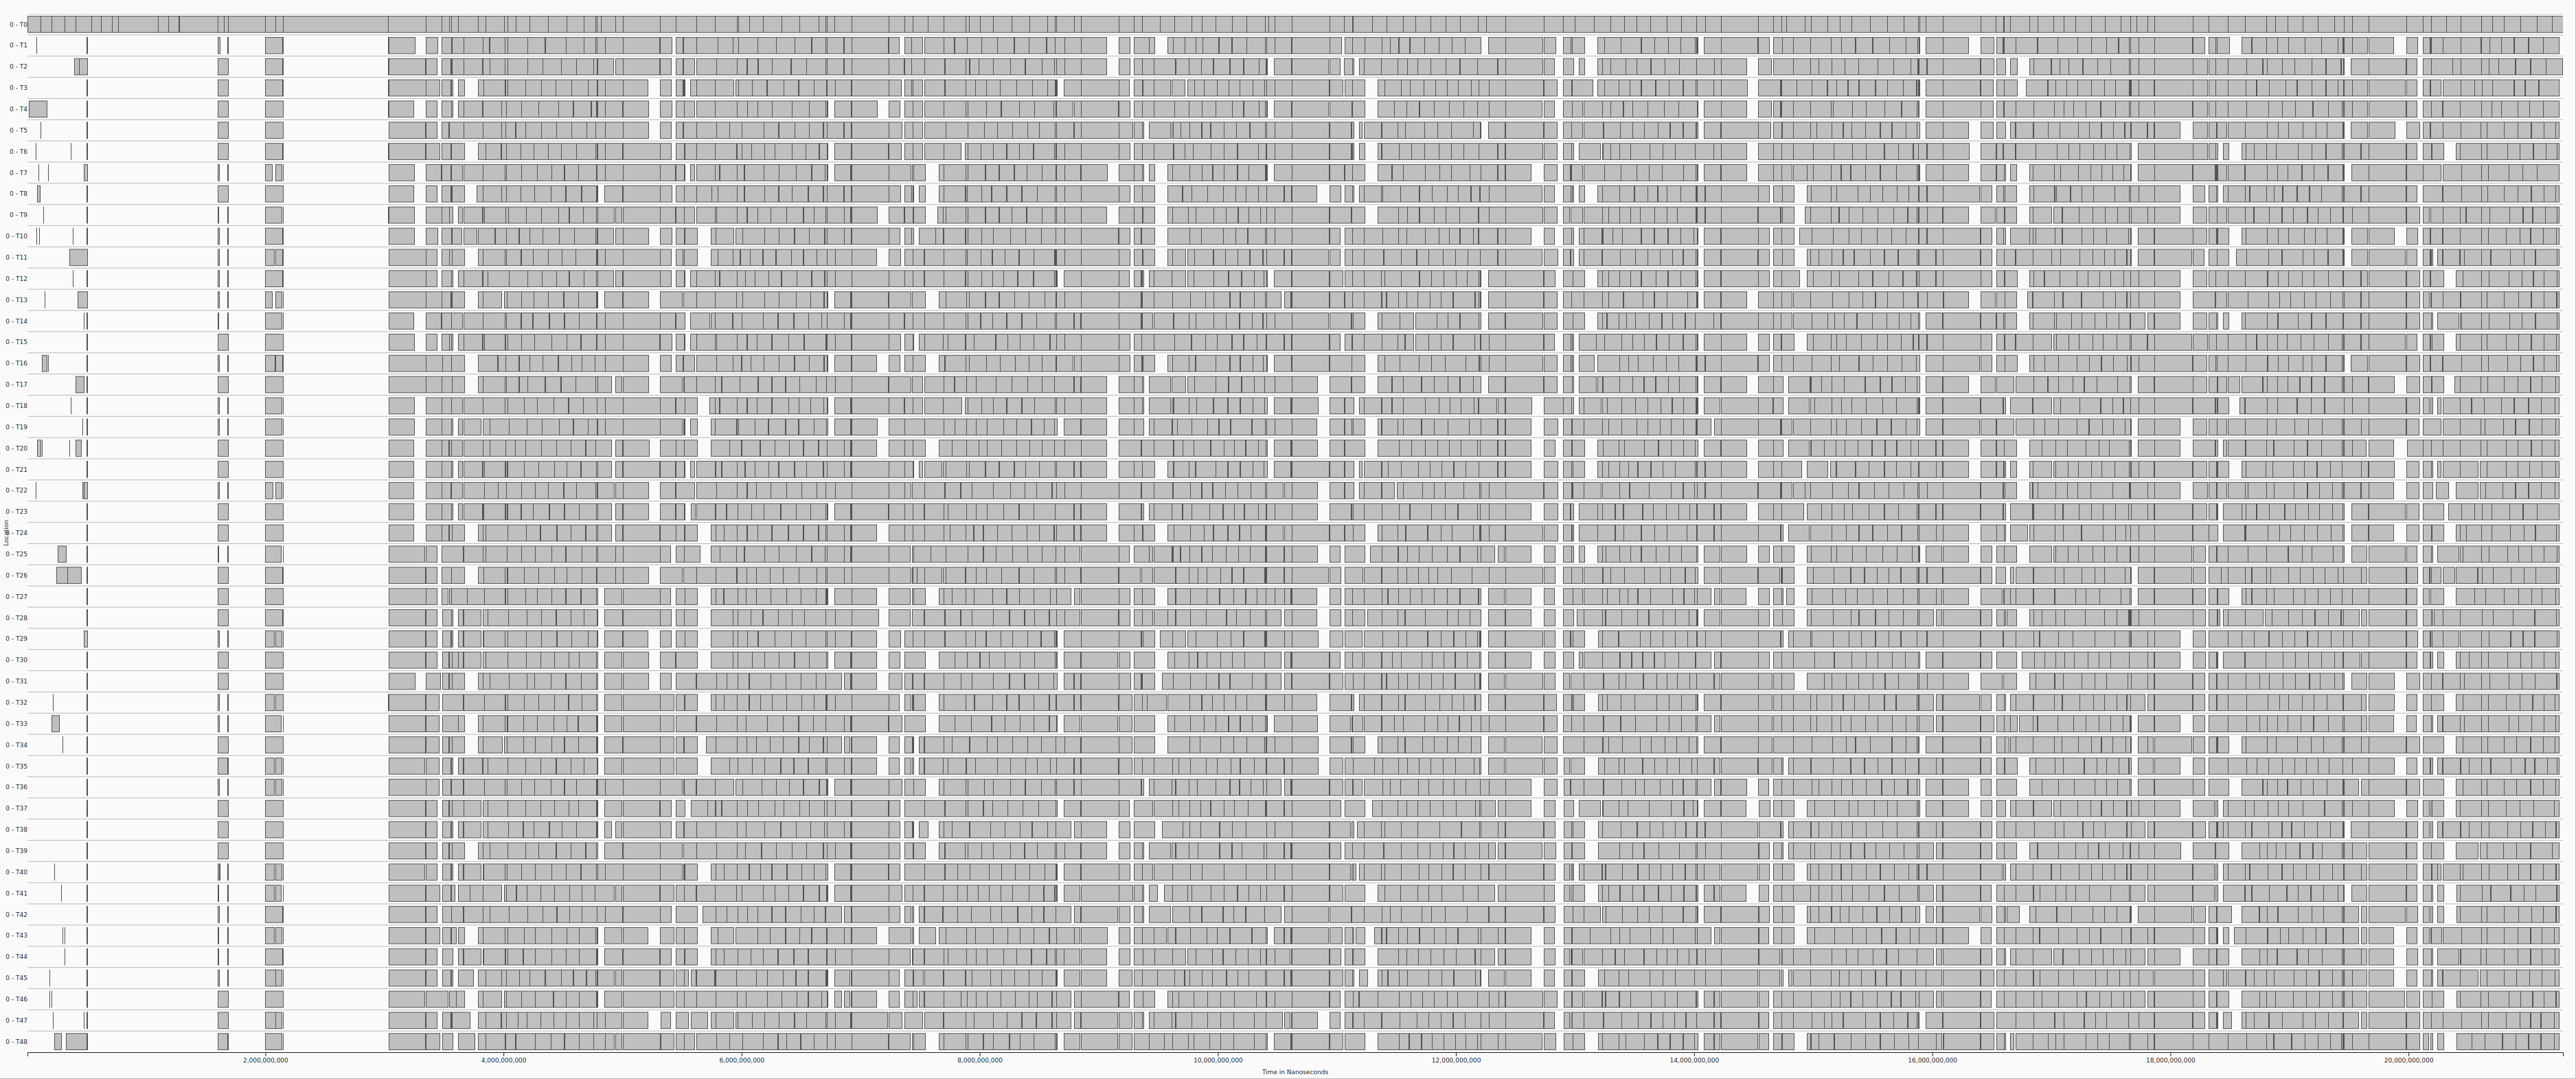 0 - T0
0 - T1
0 - T2
0 - T3
0 - T4
0 - T5
0 - T6
0 - T7
0 - T8
0 - T9
0 - T10
0 - T11
0 - T12
0 - T13
0 - T14
0 - T15
0 - T16
0 - T17
0 - T18
0 - T19
0 - T20
0 - T21
0 - T22
0 - T23
0 - T24
Location
0 - T25
0 - T26
0 - T27
0 - T28
0 - T29
0 - T30
0 - T31
0 - T32
0 - T33
0 - T34
0 - T35
0 - T36
0 - T37
0 - T38
0 - T39
0 - T40
0 - T41
0 - T42
0 - T43
0 - T44
0 - T45
0 - T46
0 - T47
0 - T48
2,000,000,000 4,000,000,000 6,000,000,000 8,000,000,000 10,000,000,000 12,000,000,000 14,000,000,000 16,000,000,000 18,000,000,000 20,000,000,000
Time in Nanoseconds